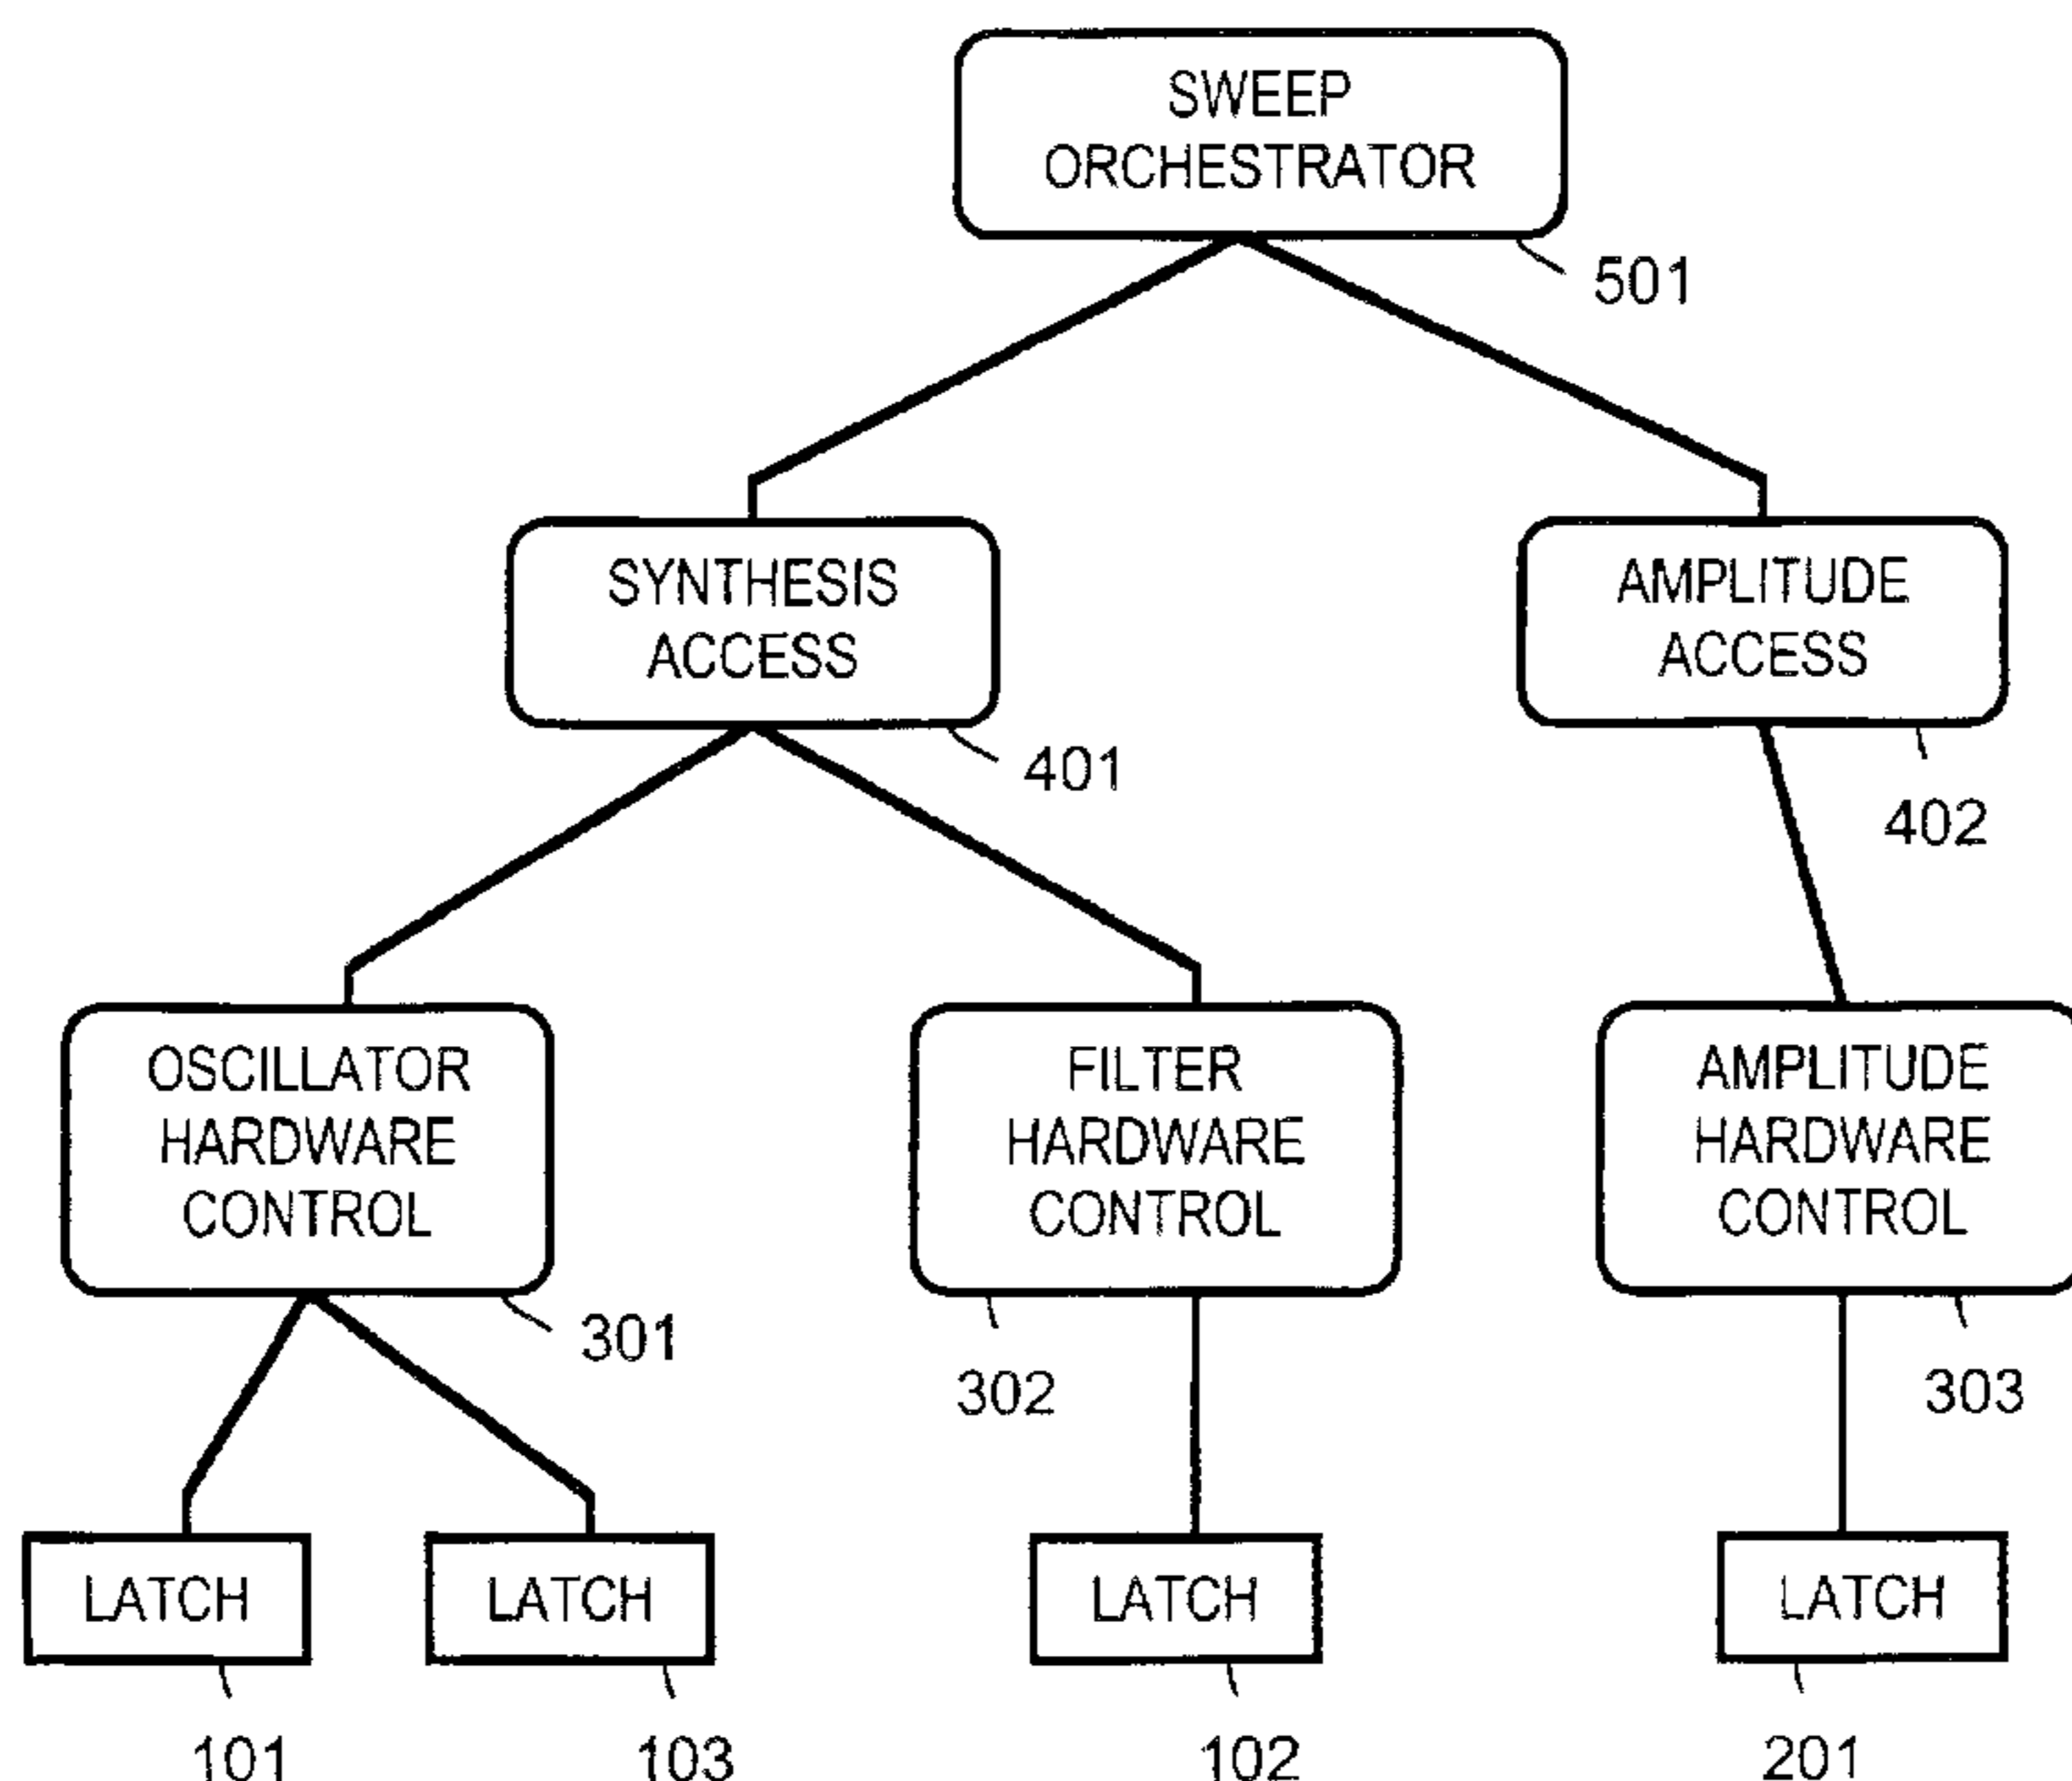 SWEEP
ORCHESTRATOR
501
SYNTHESIS
ACCESS
401
AMPLITUDE
ACCESS
402
OSCILLATOR
HARDWARE
CONTROL
301
FILTER
HARDWARE
CONTROL
302
AMPLITUDE
HARDWARE
CONTROL
303
LATCH
101
LATCH
103
LATCH
102
LATCH
201